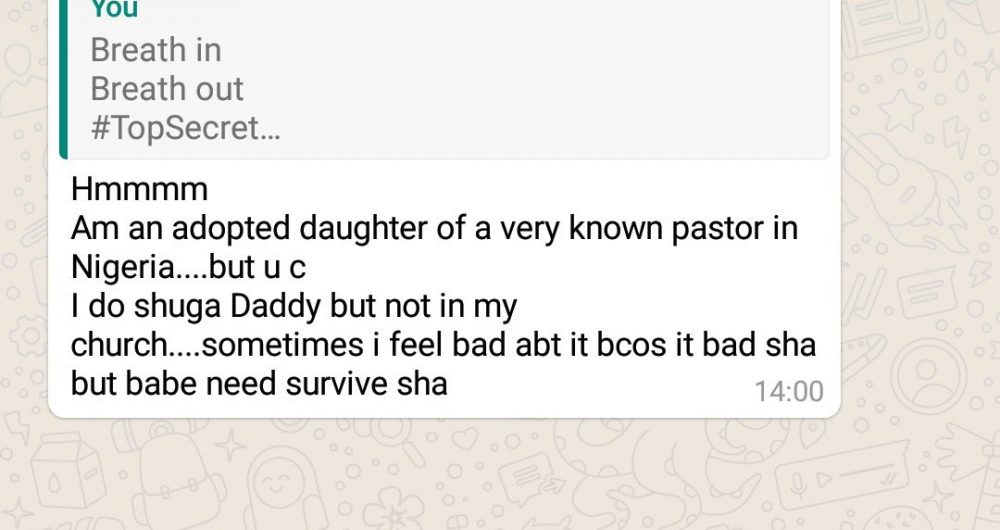 You
Breath in
Breath out
#TopSecret...
Hmmmm
Am an adopted daughter of a very known pastor in
Nigeria....but u c
I do shuga Daddy but not in my
church....sometimes i feel bad abt it bcos it bad sha
but babe need survive sha
14:00